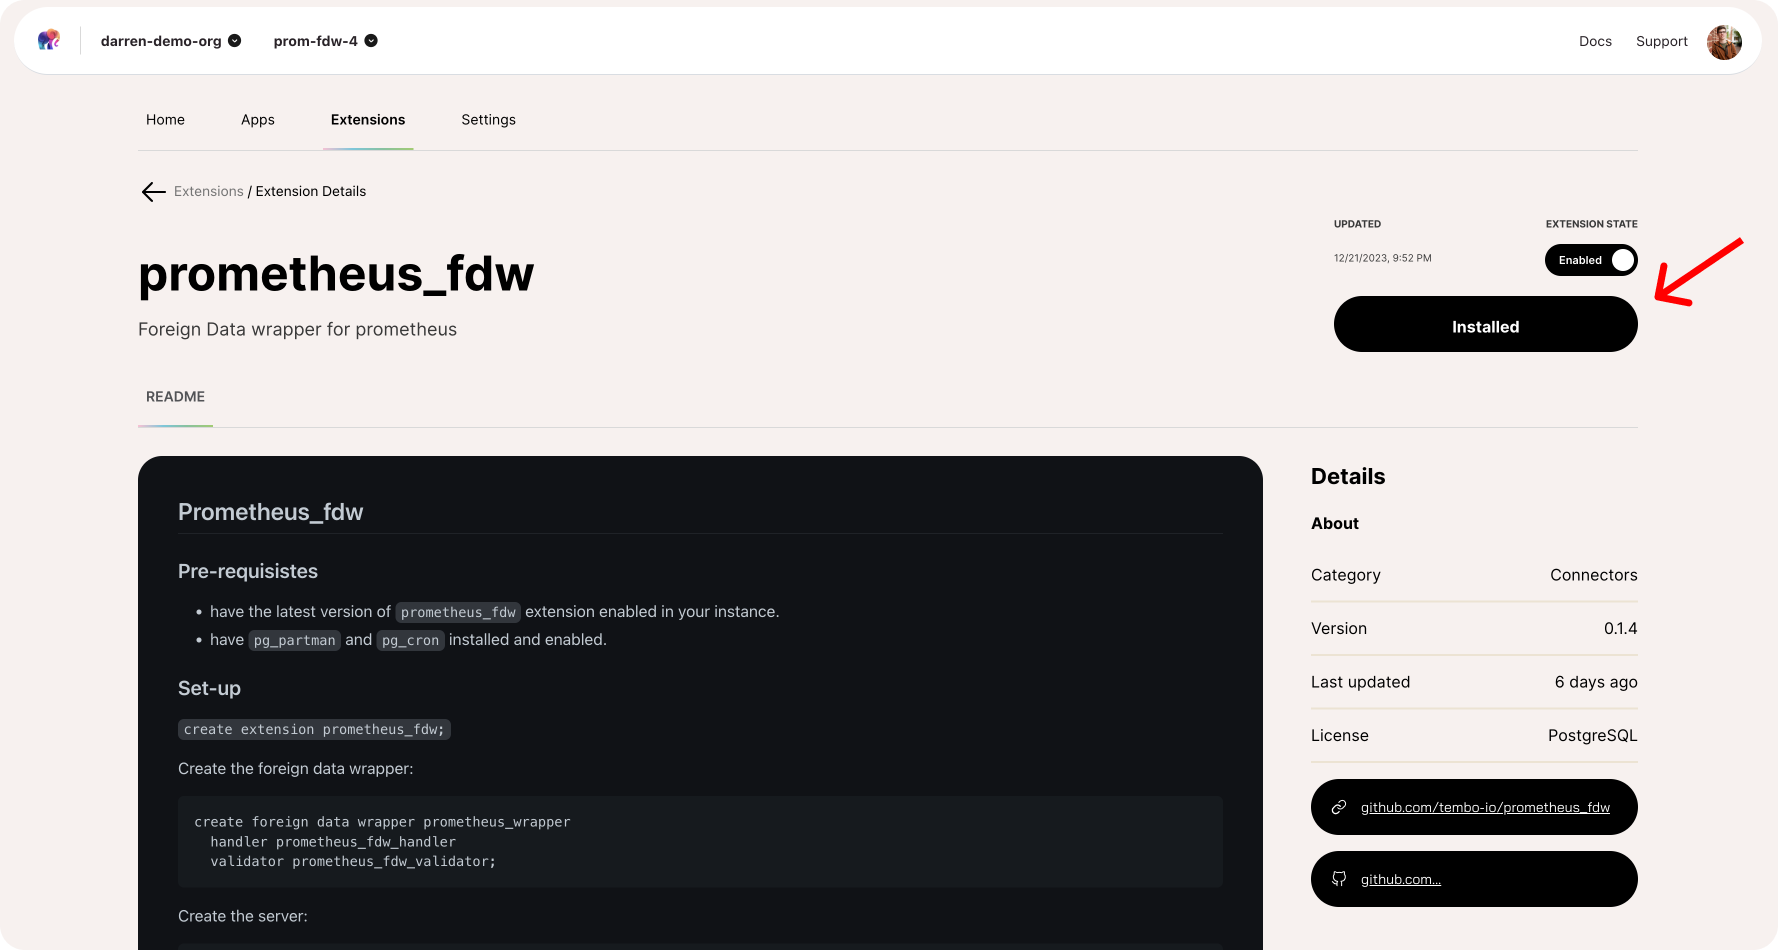 darren-demo-org
prom-fdw-4
Docs
Support
Home
Apps
Extensions
Settings
Extensions / Extension Details
UPDATED
EXTENSION STATE
12/21/2023, 9:52 PM
Enabled
prometheus_fdw
Foreign Data wrapper for prometheus
Installed
README
Prometheus_fdw
Pre-requisistes
• have the latest version of prometheus_fdw extension enabled in your instance.
• have pg_partman and pg_cron installed and enabled.
Set-up
create extension prometheus_fdw;
Create the foreign data wrapper:
create foreign data wrapper prometheus_wrapper
handler prometheus_fdw_handler
validator prometheus_fdw_validator;
Create the server:
Details
About
Category Connectors
Version 0.1.4
Last updated 6 days ago
License PostgreSQL
github.com/tembo-io/prometheus_fdw
github.com...